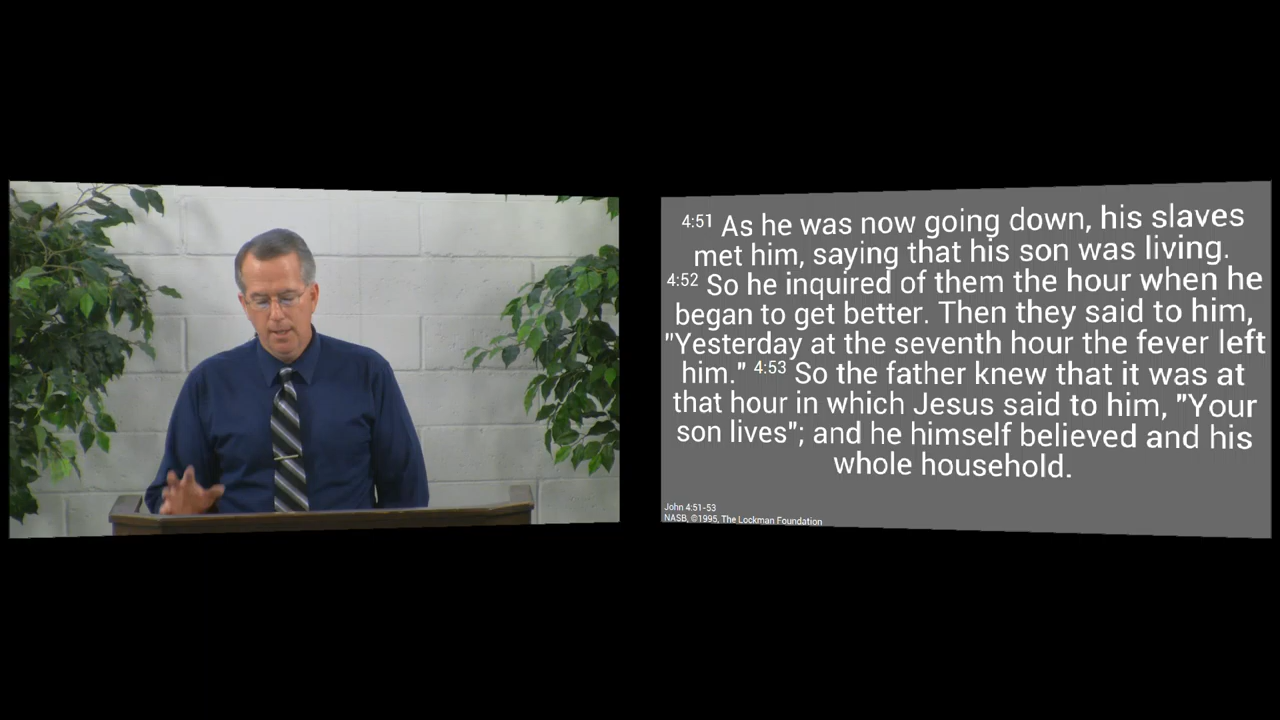 4:51 As he was now going down, his slaves
met him, saying that his son was living.
4:52 So he inquired of them the hour when he
began to get better. Then they said to him,
"Yesterday at the seventh hour the fever left
him." 4:53 So the father knew that it was at
that hour in which Jesus said to him, "Your
son lives"; and he himself believed and his
whole household.
John 4:51-53
NASB, ©1995, The Lockman Foundation